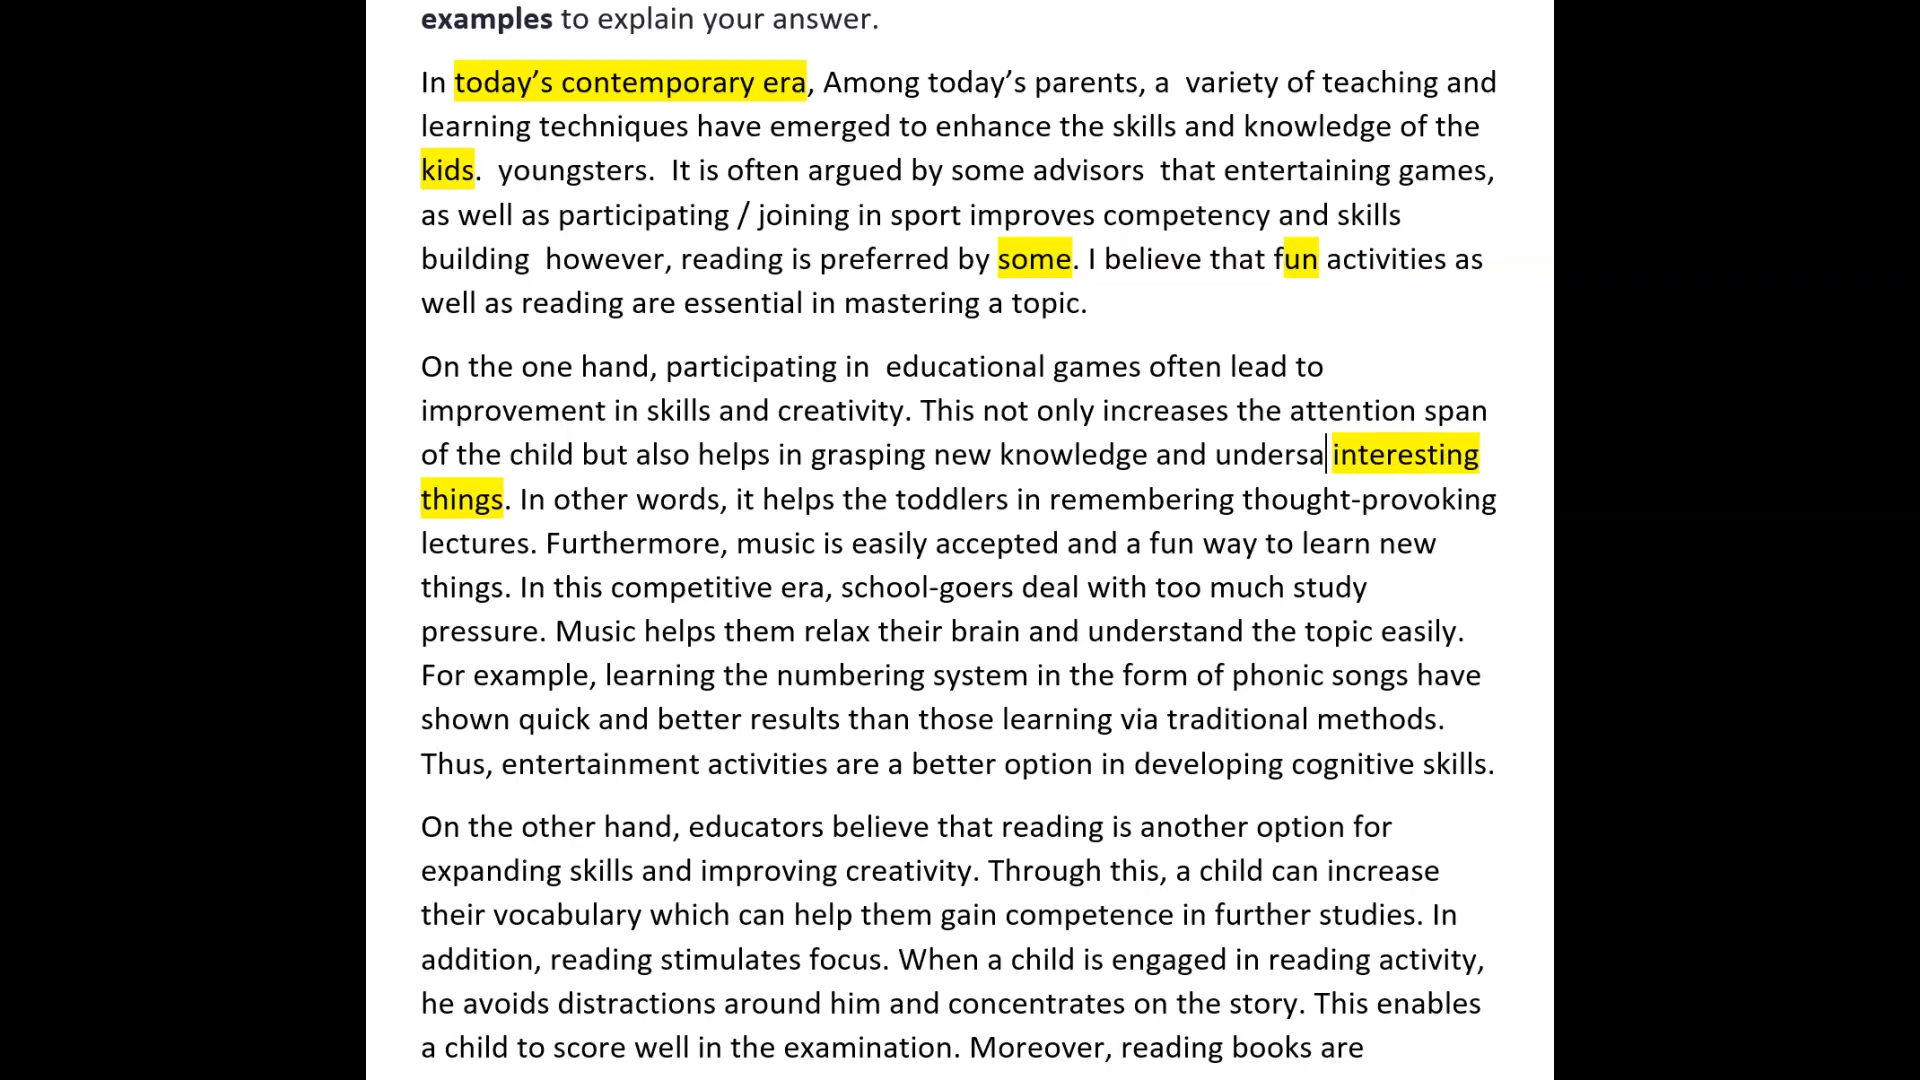 examples to explain your answer.
In today’s contemporary era, Among today’s parents, a  variety of teaching and
learning techniques have emerged to enhance the skills and knowledge of the
kids.  youngsters.  It is often argued by some advisors  that entertaining games,
as well as participating / joining in sport improves competency and skills
building  however, reading is preferred by some. I believe that fun activities as
well as reading are essential in mastering a topic.
On the one hand, participating in  educational games often lead to
improvement in skills and creativity. This not only increases the attention span
of the child but also helps in grasping new knowledge and undersa interesting
things. In other words, it helps the toddlers in remembering thought-provoking
lectures. Furthermore, music is easily accepted and a fun way to learn new
things. In this competitive era, school-goers deal with too much study
pressure. Music helps them relax their brain and understand the topic easily.
For example, learning the numbering system in the form of phonic songs have
shown quick and better results than those learning via traditional methods.
Thus, entertainment activities are a better option in developing cognitive skills.
On the other hand, educators believe that reading is another option for
expanding skills and improving creativity. Through this, a child can increase
their vocabulary which can help them gain competence in further studies. In
addition, reading stimulates focus. When a child is engaged in reading activity,
he avoids distractions around him and concentrates on the story. This enables
a child to score well in the examination. Moreover, reading books are